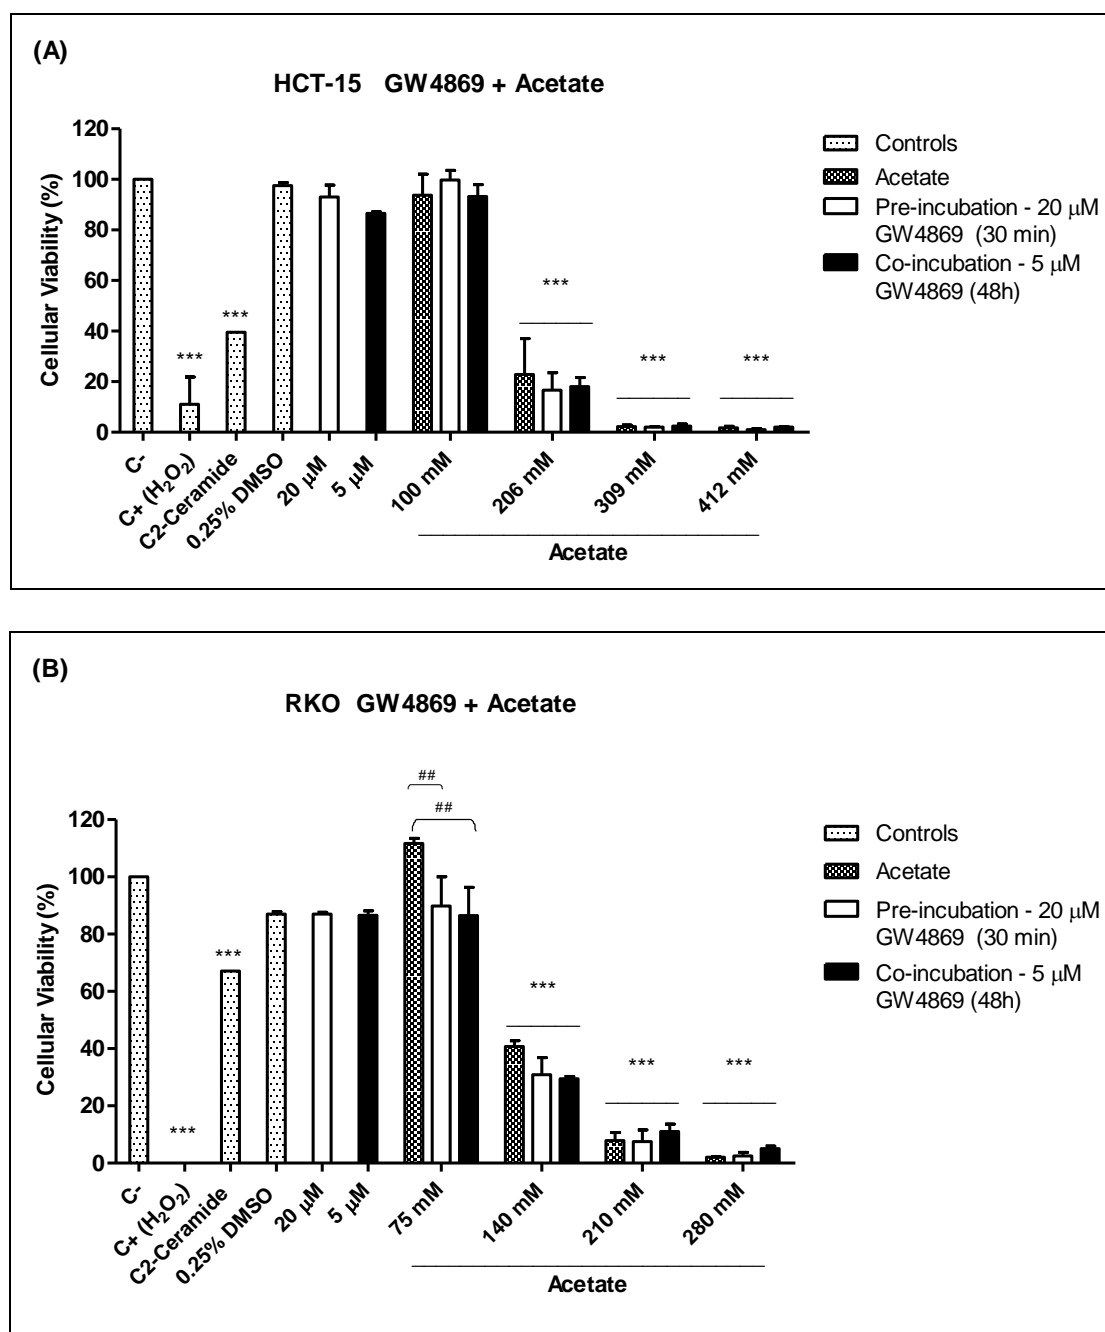 (A)
HCT-15 GW4869 + Acetate
120
100
80
60
40
20
0
Cellular Viability (%)
***
***
***
***
***
C-
C+ (H₂O₂)
C2-Ceramide
0.25% DMSO
20 μM
5 μM
100 mM
206 mM
309 mM
412 mM
Acetate
Controls
Acetate
Pre-incubation - 20 μM
GW4869 (30 min)
Co-incubation - 5 μM
GW4869 (48h)
(B)
RKO GW4869 + Acetate
##
##
120
100
80
60
40
20
0
Cellular Viability (%)
***
***
***
***
***
C-
C+ (H₂O₂)
C2-Ceramide
0.25% DMSO
20 μM
5 μM
75 mM
140 mM
210 mM
280 mM
Acetate
Controls
Acetate
Pre-incubation - 20 μM
GW4869 (30 min)
Co-incubation - 5 μM
GW4869 (48h)